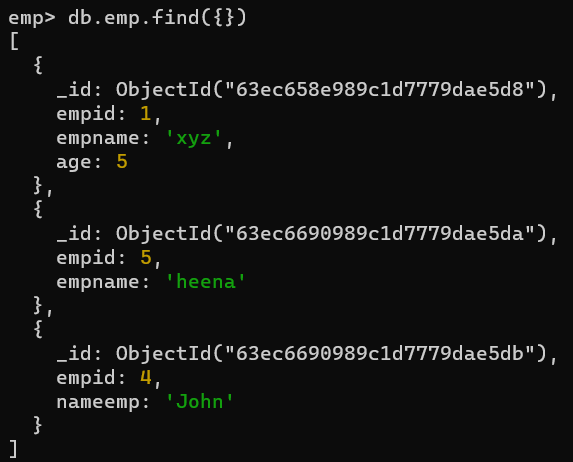 emp> db.emp.find({})
[
  {
    _id: ObjectId("63ec658e989c1d7779dae5d8"),
    empid: 1,
    empname: 'xyz',
    age: 5
  },
  {
    _id: ObjectId("63ec6690989c1d7779dae5da"),
    empid: 5,
    empname: 'heena'
  },
  {
    _id: ObjectId("63ec6690989c1d7779dae5db"),
    empid: 4,
    nameemp: 'John'
  }
]